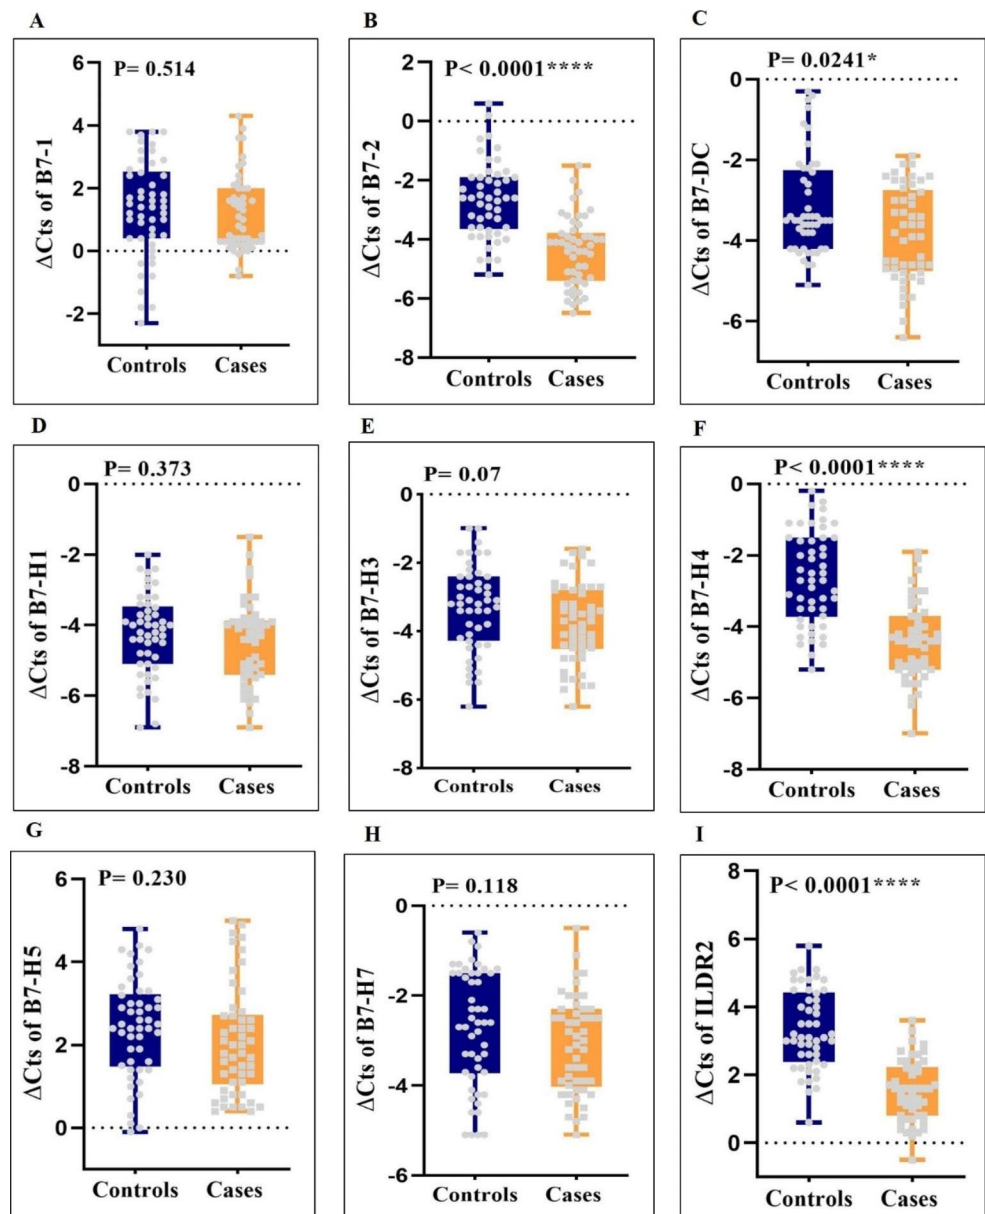 A
P= 0.514
ΔCts of B7-1
6
4
2
0
-2
Controls Cases
B
P< 0.0001****
ΔCts of B7-2
2
0
-2
-4
-6
-8
Controls Cases
C
P= 0.0241*
ΔCts of B7-DC
0
-2
-4
-6
Controls Cases
D
P= 0.373
ΔCts of B7-H1
0
-2
-4
-6
-8
Controls Cases
E
P= 0.07
ΔCts of B7-H3
0
-2
-4
-6
-8
Controls Cases
F
P< 0.0001****
ΔCts of B7-H4
0
-2
-4
-6
-8
Controls Cases
G
P= 0.230
ΔCts of B7-H5
6
4
2
0
Controls Cases
H
P= 0.118
ΔCts of B7-H7
0
-2
-4
-6
Controls Cases
I
P< 0.0001****
ΔCts of ILDR2
8
6
4
2
0
Controls Cases